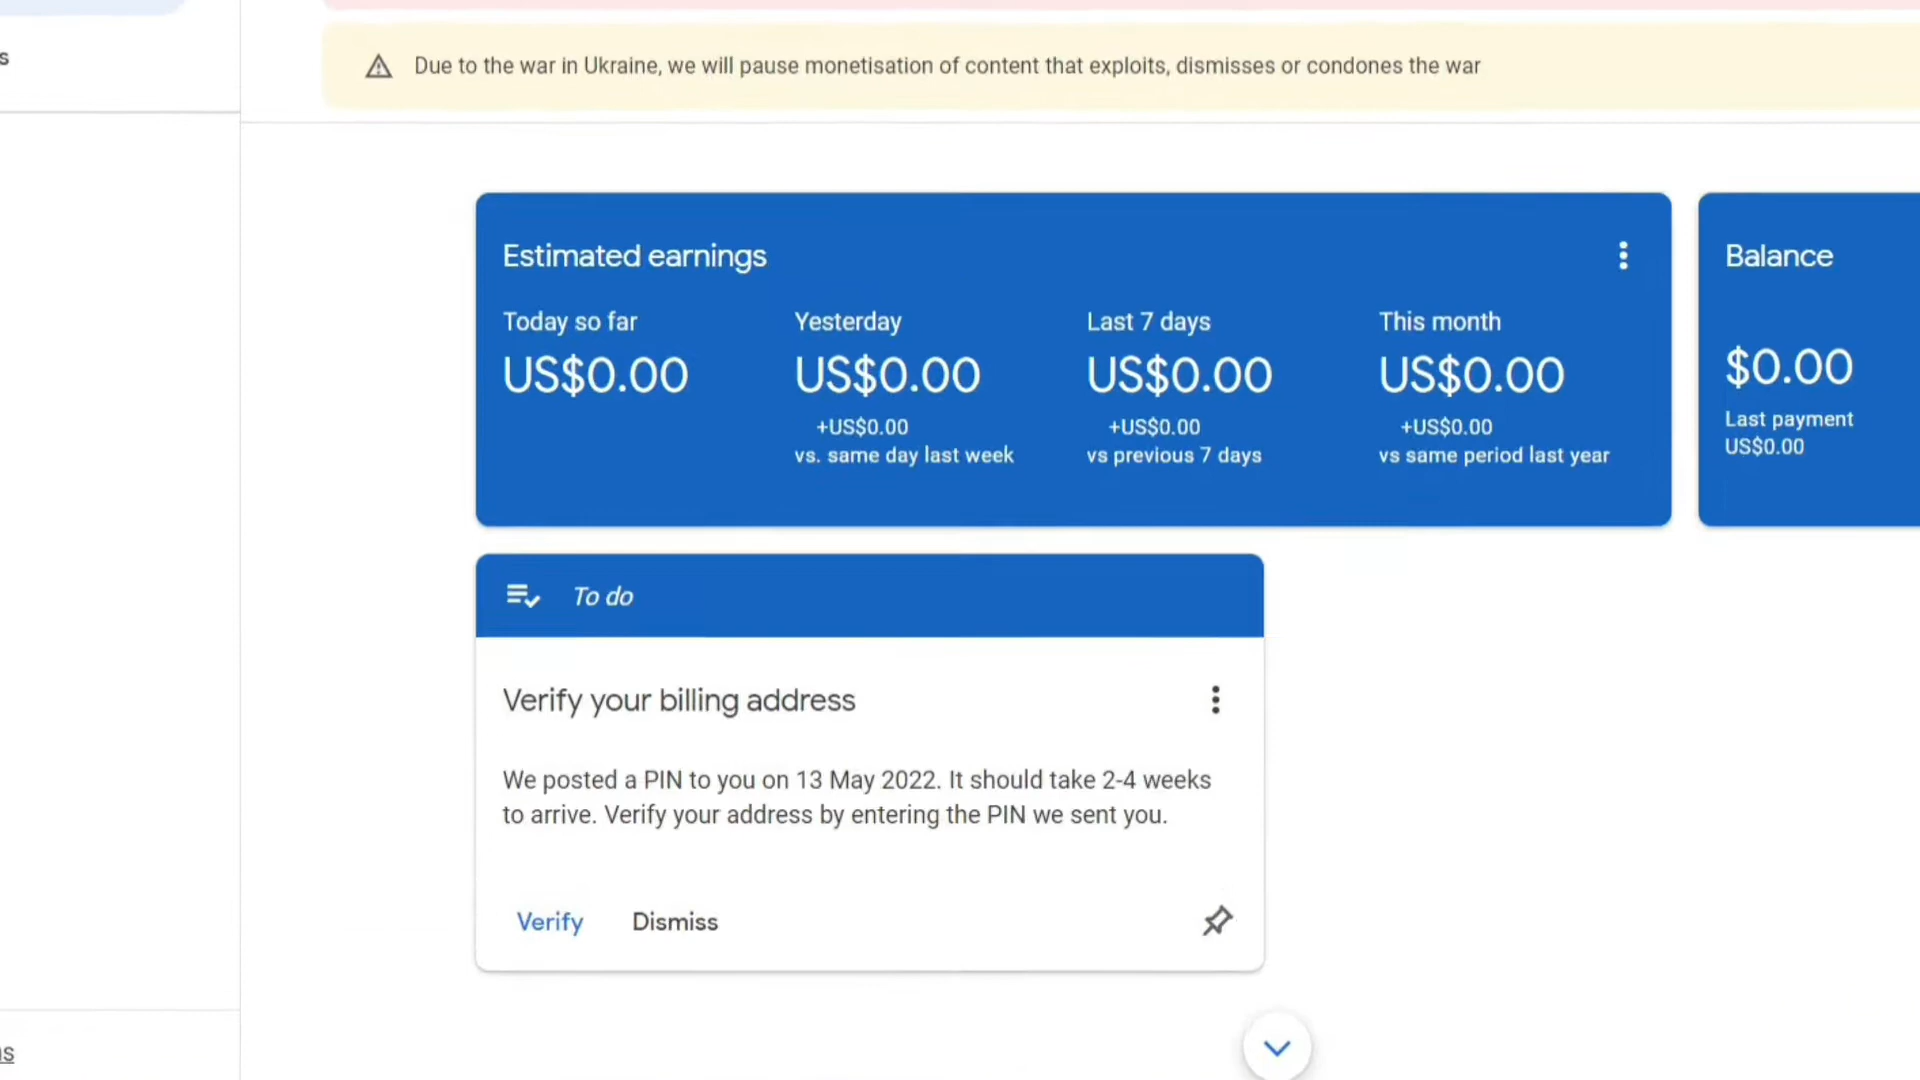 s
Due to the war in Ukraine, we will pause monetisation of content that exploits, dismisses or condones the war
Estimated earnings
Today so far
US$0.00
Yesterday
US$0.00
+US$0.00
vs. same day last week
Last 7 days
US$0.00
+US$0.00
vs previous 7 days
This month
US$0.00
+US$0.00
vs same period last year
Balance
$0.00
Last payment
US$0.00
To do
Verify your billing address
We posted a PIN to you on 13 May 2022. It should take 2-4 weeks
to arrive. Verify your address by entering the PIN we sent you.
Verify Dismiss
s